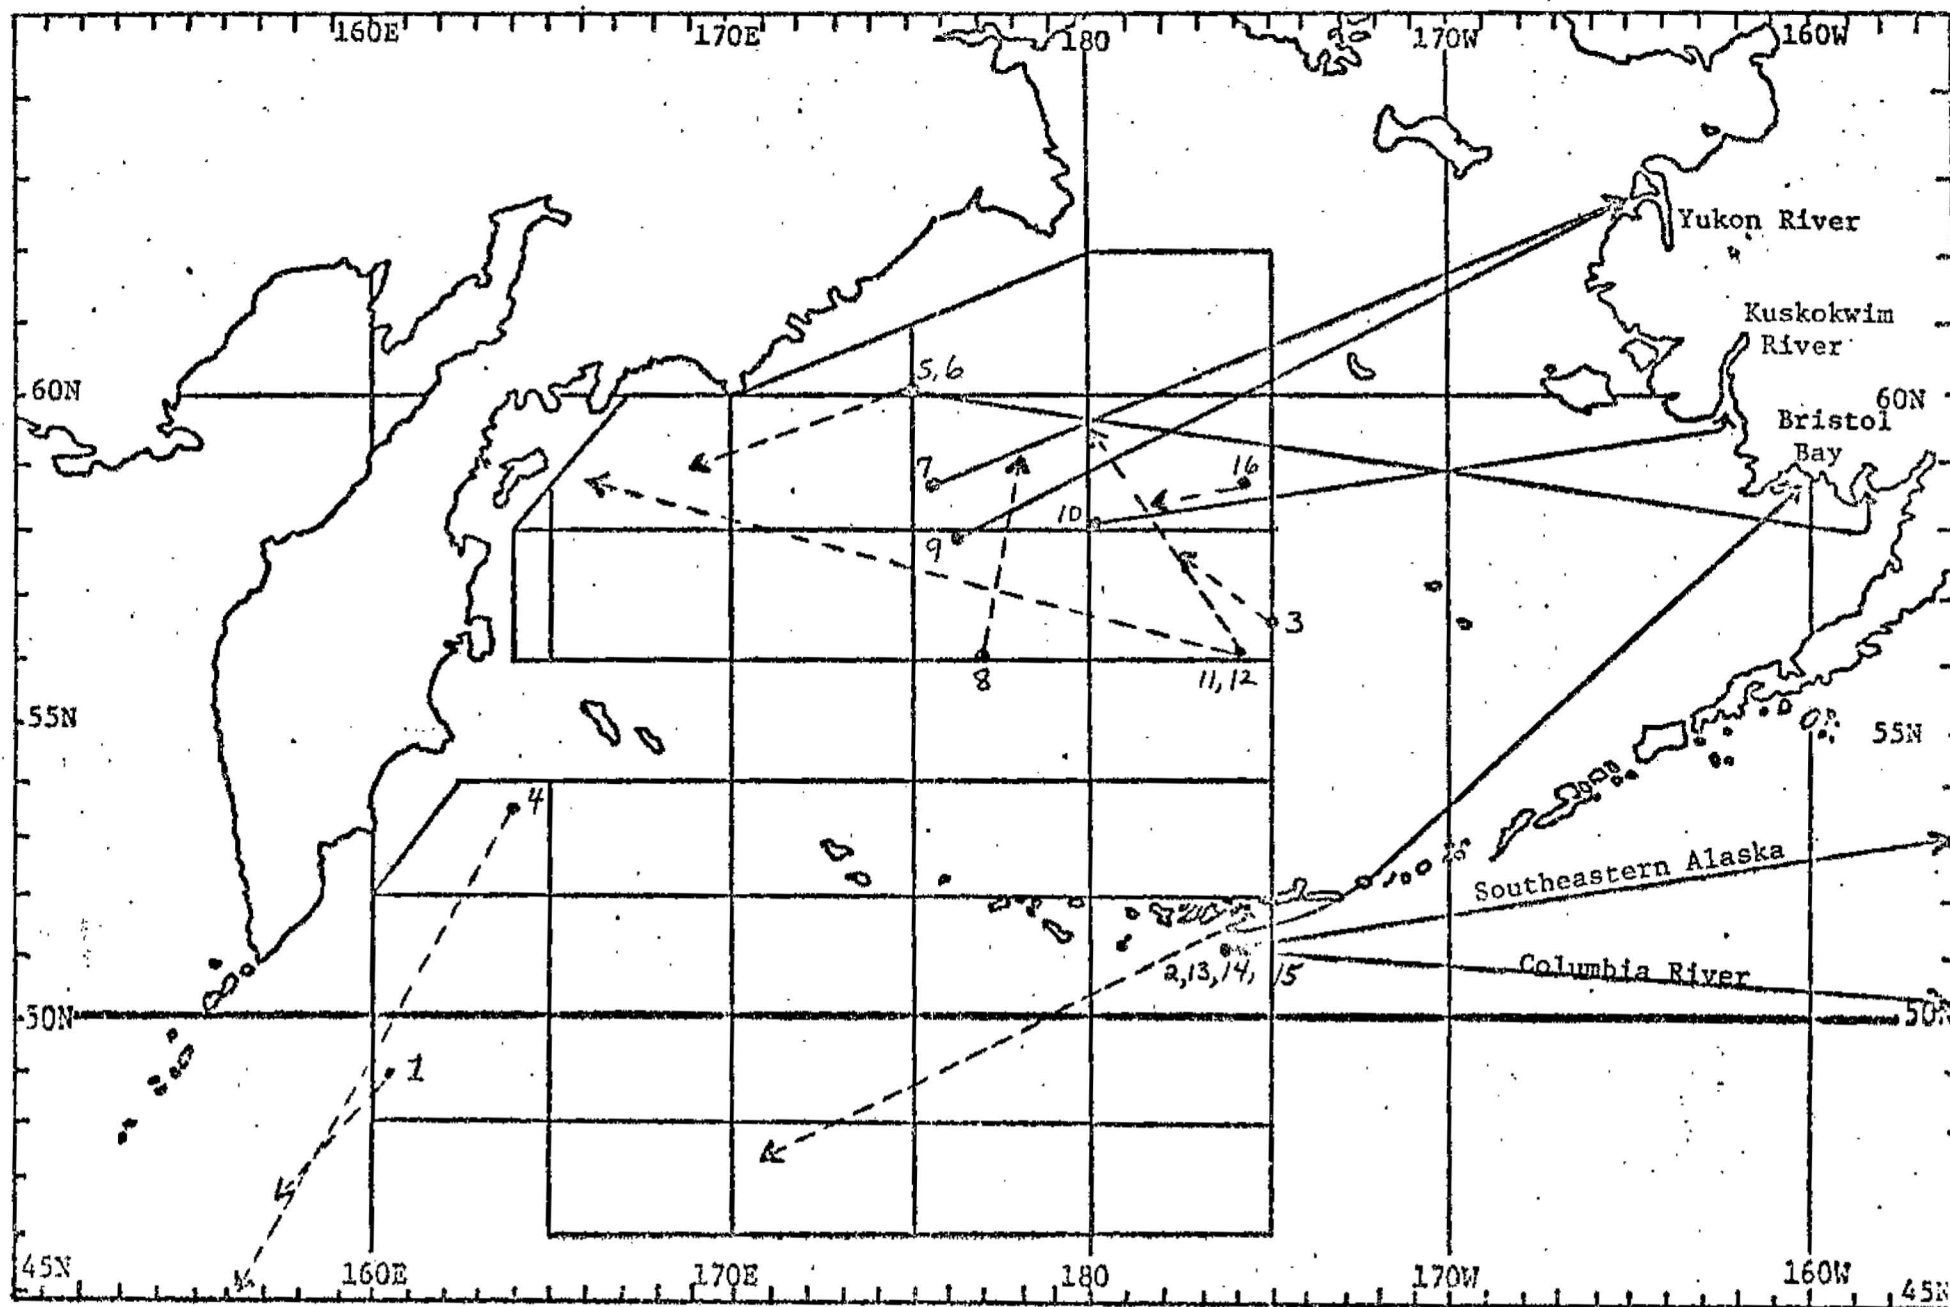 160E 170E 180 170W 160W
Yukon River
Kuskokwim
River
60N
5,6
60N
Bristol
Bay
7
16
10
9
3
8
11,12
55N
55N
4
Southeastern Alaska
2,13,14, 15
Columbia River
50N
50N
1
45N
160E 170E 180 170W 160W
45N